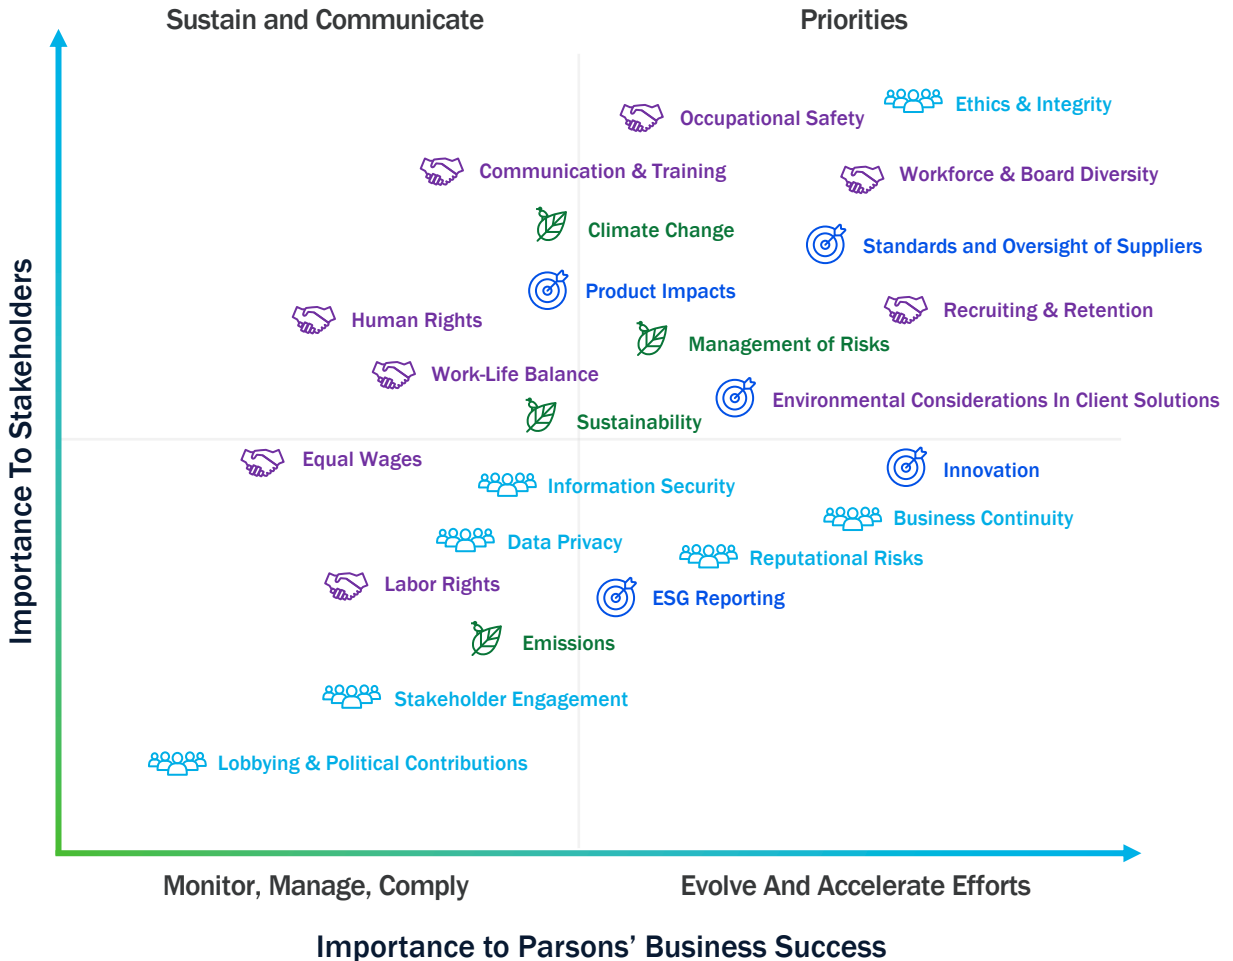 Sustain and Communicate
Priorities
Ethics & Integrity
Occupational Safety
Communication & Training
Workforce & Board Diversity
Climate Change
Standards and Oversight of Suppliers
Product Impacts
Human Rights
Recruiting & Retention
Management of Risks
Work-Life Balance
Environmental Considerations In Client Solutions
Sustainability
Equal Wages
Innovation
Information Security
Business Continuity
Data Privacy
Reputational Risks
Labor Rights
ESG Reporting
Emissions
Stakeholder Engagement
Lobbying & Political Contributions
Importance To Stakeholders
Monitor, Manage, Comply
Evolve And Accelerate Efforts
Importance to Parsons’ Business Success